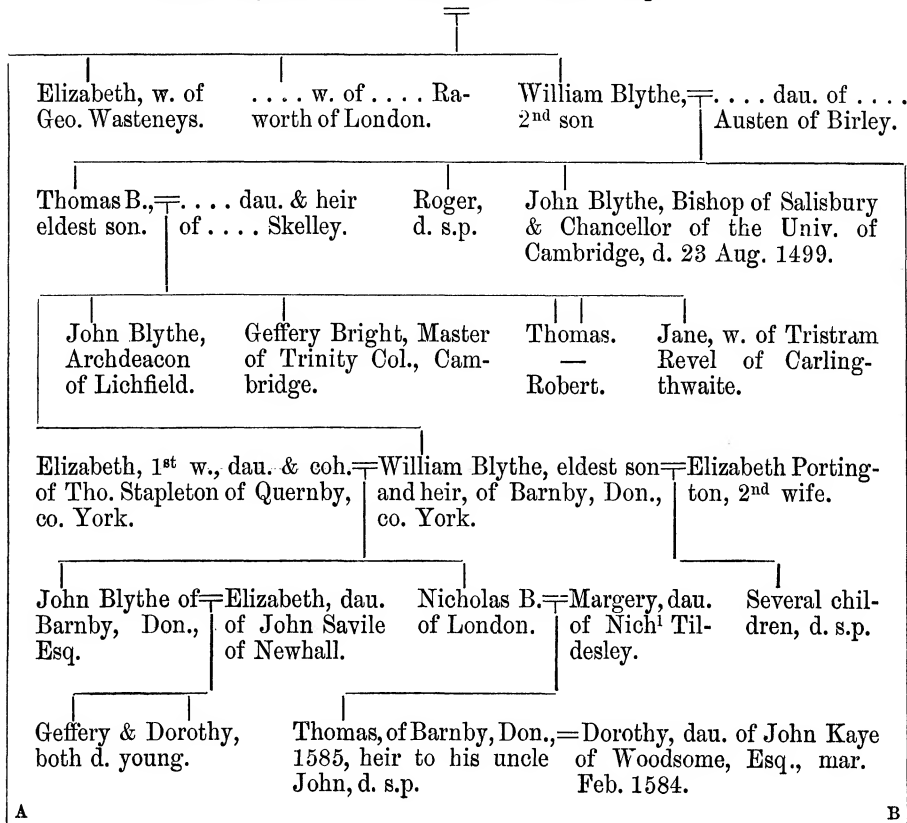 Elizabeth, w. of
Geo. Wasteneys.
. . . . w. of . . . . Ra-
worth of London.
William Blythe,
2nd son
. . . . dau. of . . . .
Austen of Birley.
Thomas B.,
eldest son.
. . . . dau. & heir
of . . . . Skelley.
Roger,
d. s.p.
John Blythe, Bishop of Salisbury
& Chancellor of the Univ. of
Cambridge, d. 23 Aug. 1499.
John Blythe,
Archdeacon
of Lichfield.
Geffery Bright, Master
of Trinity Col., Cam-
bridge.
Thomas.
—
Robert.
Jane, w. of Tristram
Revel of Carling-
thwaite.
Elizabeth, 1st w., dau. & coh.
of Tho. Stapleton of Quernby,
co. York.
William Blythe, eldest son
and heir, of Barnby, Don.,
co. York.
Elizabeth Porting-
ton, 2nd wife.
John Blythe of
Barnby, Don.,
Esq.
Elizabeth, dau.
of John Savile
of Newhall.
Nicholas B.
of London.
Margery, dau.
of Nichl Til-
desley.
Several chil-
dren, d. s.p.
Geffery & Dorothy,
both d. young.
Thomas, of Barnby, Don.,
1585, heir to his uncle
John, d. s.p.
= Dorothy, dau. of John Kaye
of Woodsome, Esq., mar.
Feb. 1584.
A
B